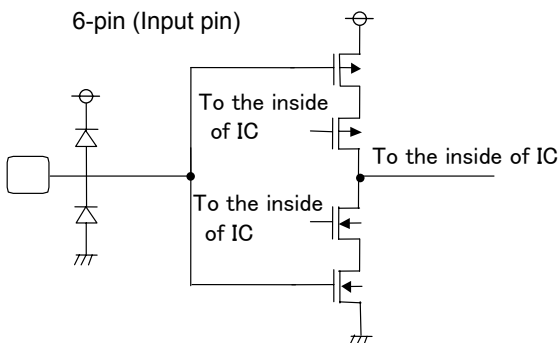 6-pin (Input pin)
To the inside
of IC
To the inside of IC
To the inside
of IC